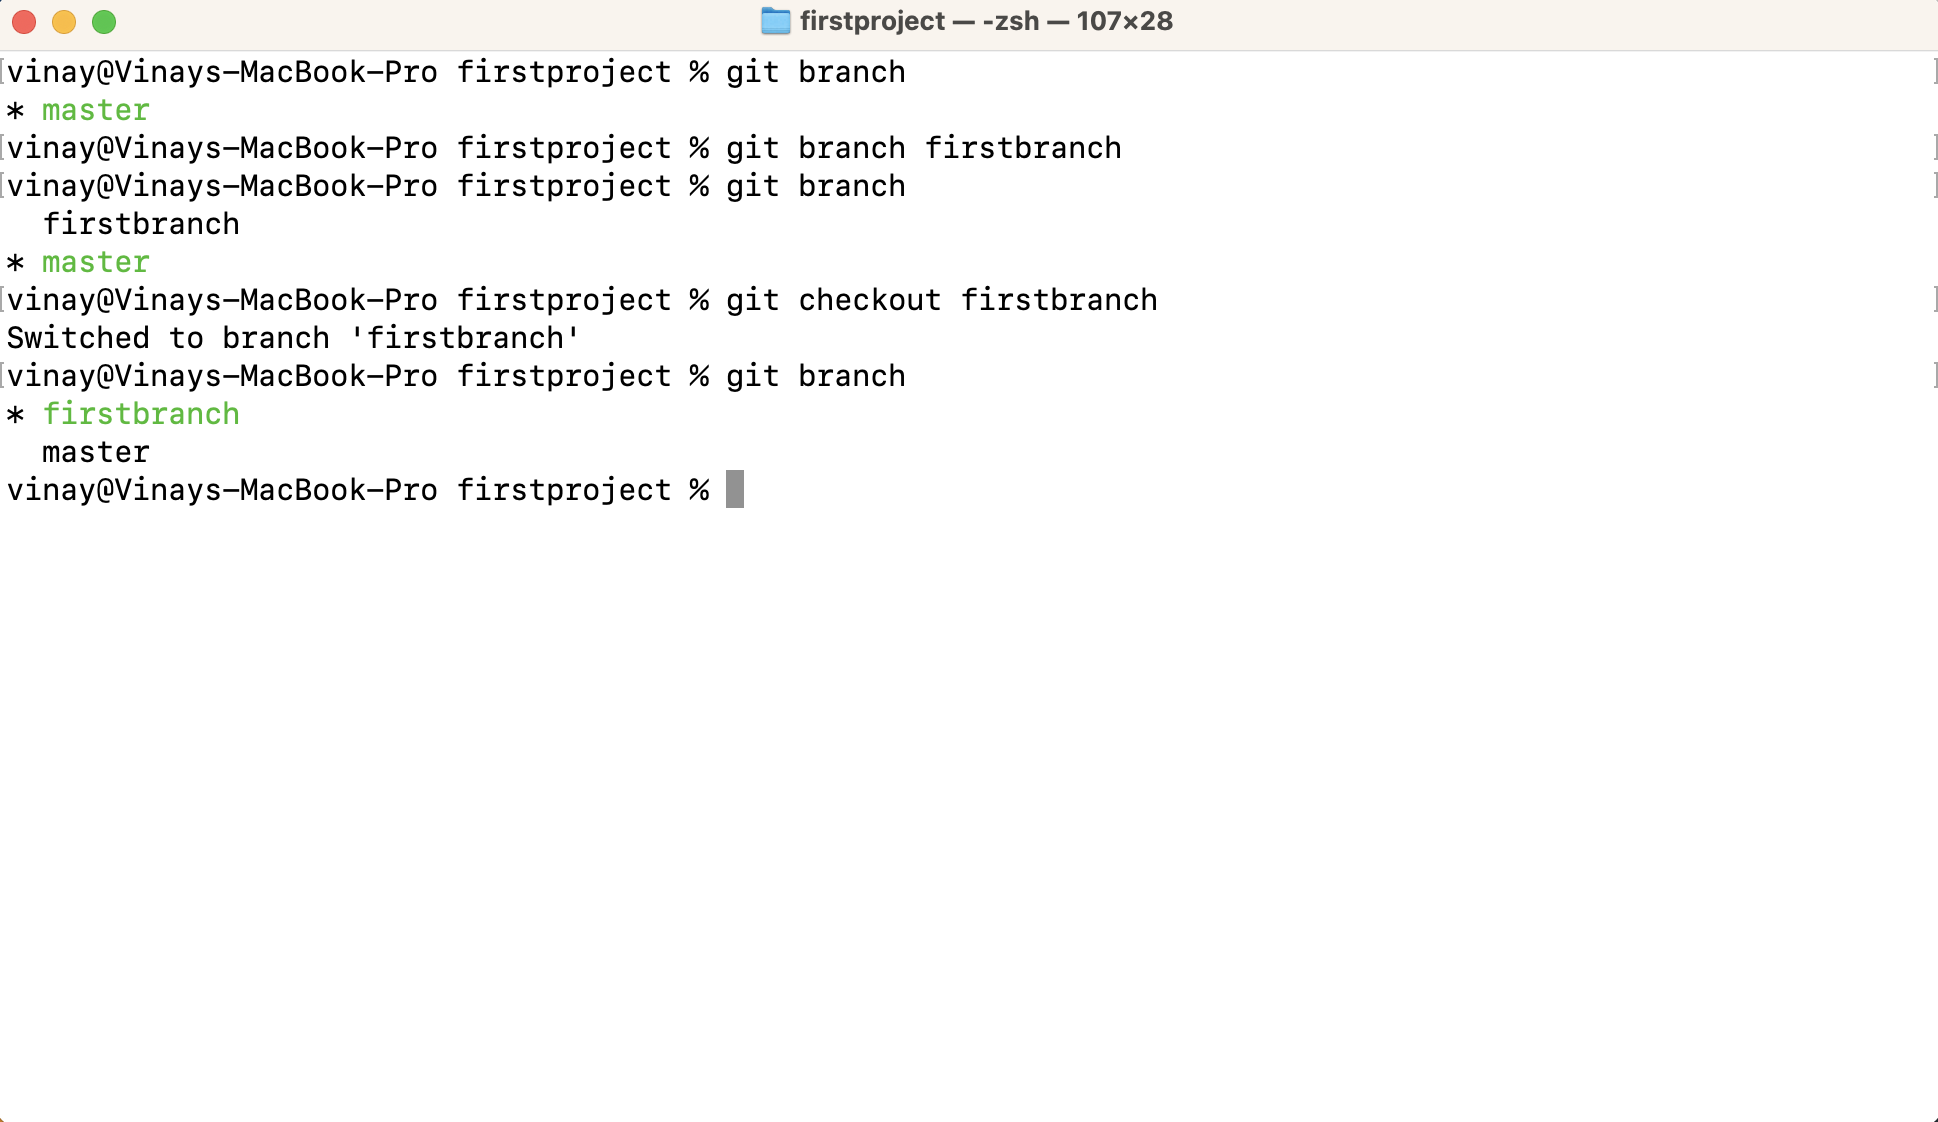 firstproject — -zsh — 107×28
vinay@Vinays-MacBook-Pro firstproject % git branch
* master
vinay@Vinays-MacBook-Pro firstproject % git branch firstbranch
vinay@Vinays-MacBook-Pro firstproject % git branch
  firstbranch
* master
vinay@Vinays-MacBook-Pro firstproject % git checkout firstbranch
Switched to branch 'firstbranch'
vinay@Vinays-MacBook-Pro firstproject % git branch
* firstbranch
  master
vinay@Vinays-MacBook-Pro firstproject %